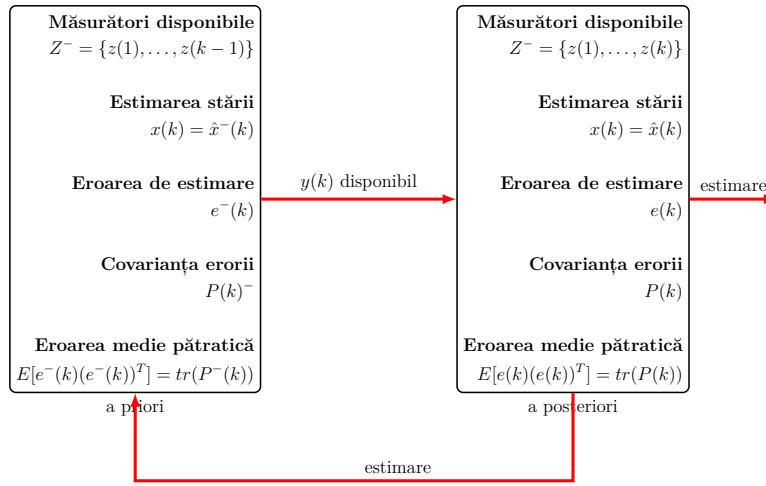 Măsurători disponibile
Z⁻ = {z(1), . . . , z(k − 1)}
Estimarea stării
x(k) = x̂⁻(k)
Eroarea de estimare
e⁻(k)
Covarianța erorii
P(k)⁻
Eroarea medie pătratică
E[e⁻(k)(e⁻(k))ᵀ] = tr(P⁻(k))
a priori
y(k) disponibil
Măsurători disponibile
Z⁻ = {z(1), . . . , z(k)}
Estimarea stării
x(k) = x̂(k)
Eroarea de estimare
e(k)
Covarianța erorii
P(k)
Eroarea medie pătratică
E[e(k)(e(k))ᵀ] = tr(P(k))
a posteriori
estimare
estimare